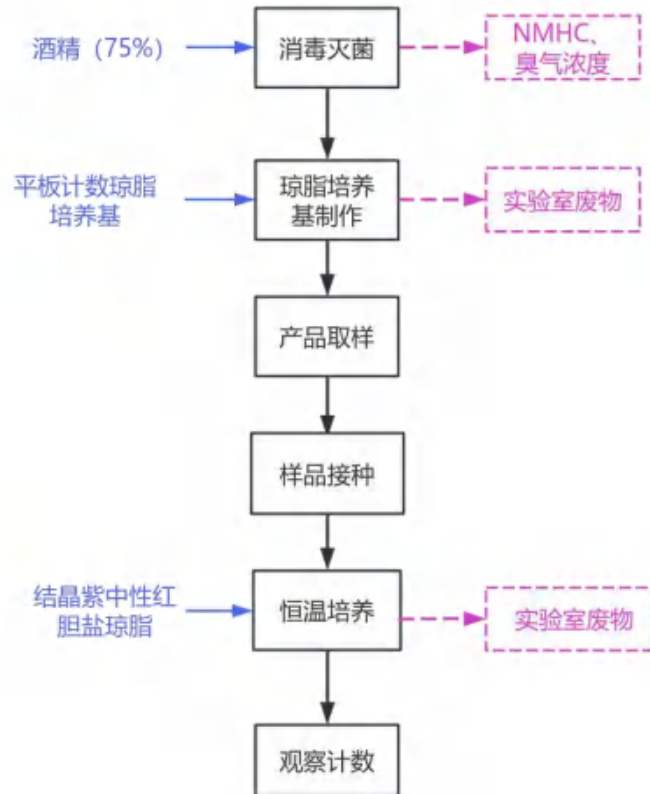 酒精（75%）
消毒灭菌
NMHC、
臭气浓度
平板计数琼脂
培养基
琼脂培养
基制作
实验室废物
产品取样
样品接种
结晶紫中性红
胆盐琼脂
恒温培养
实验室废物
观察计数